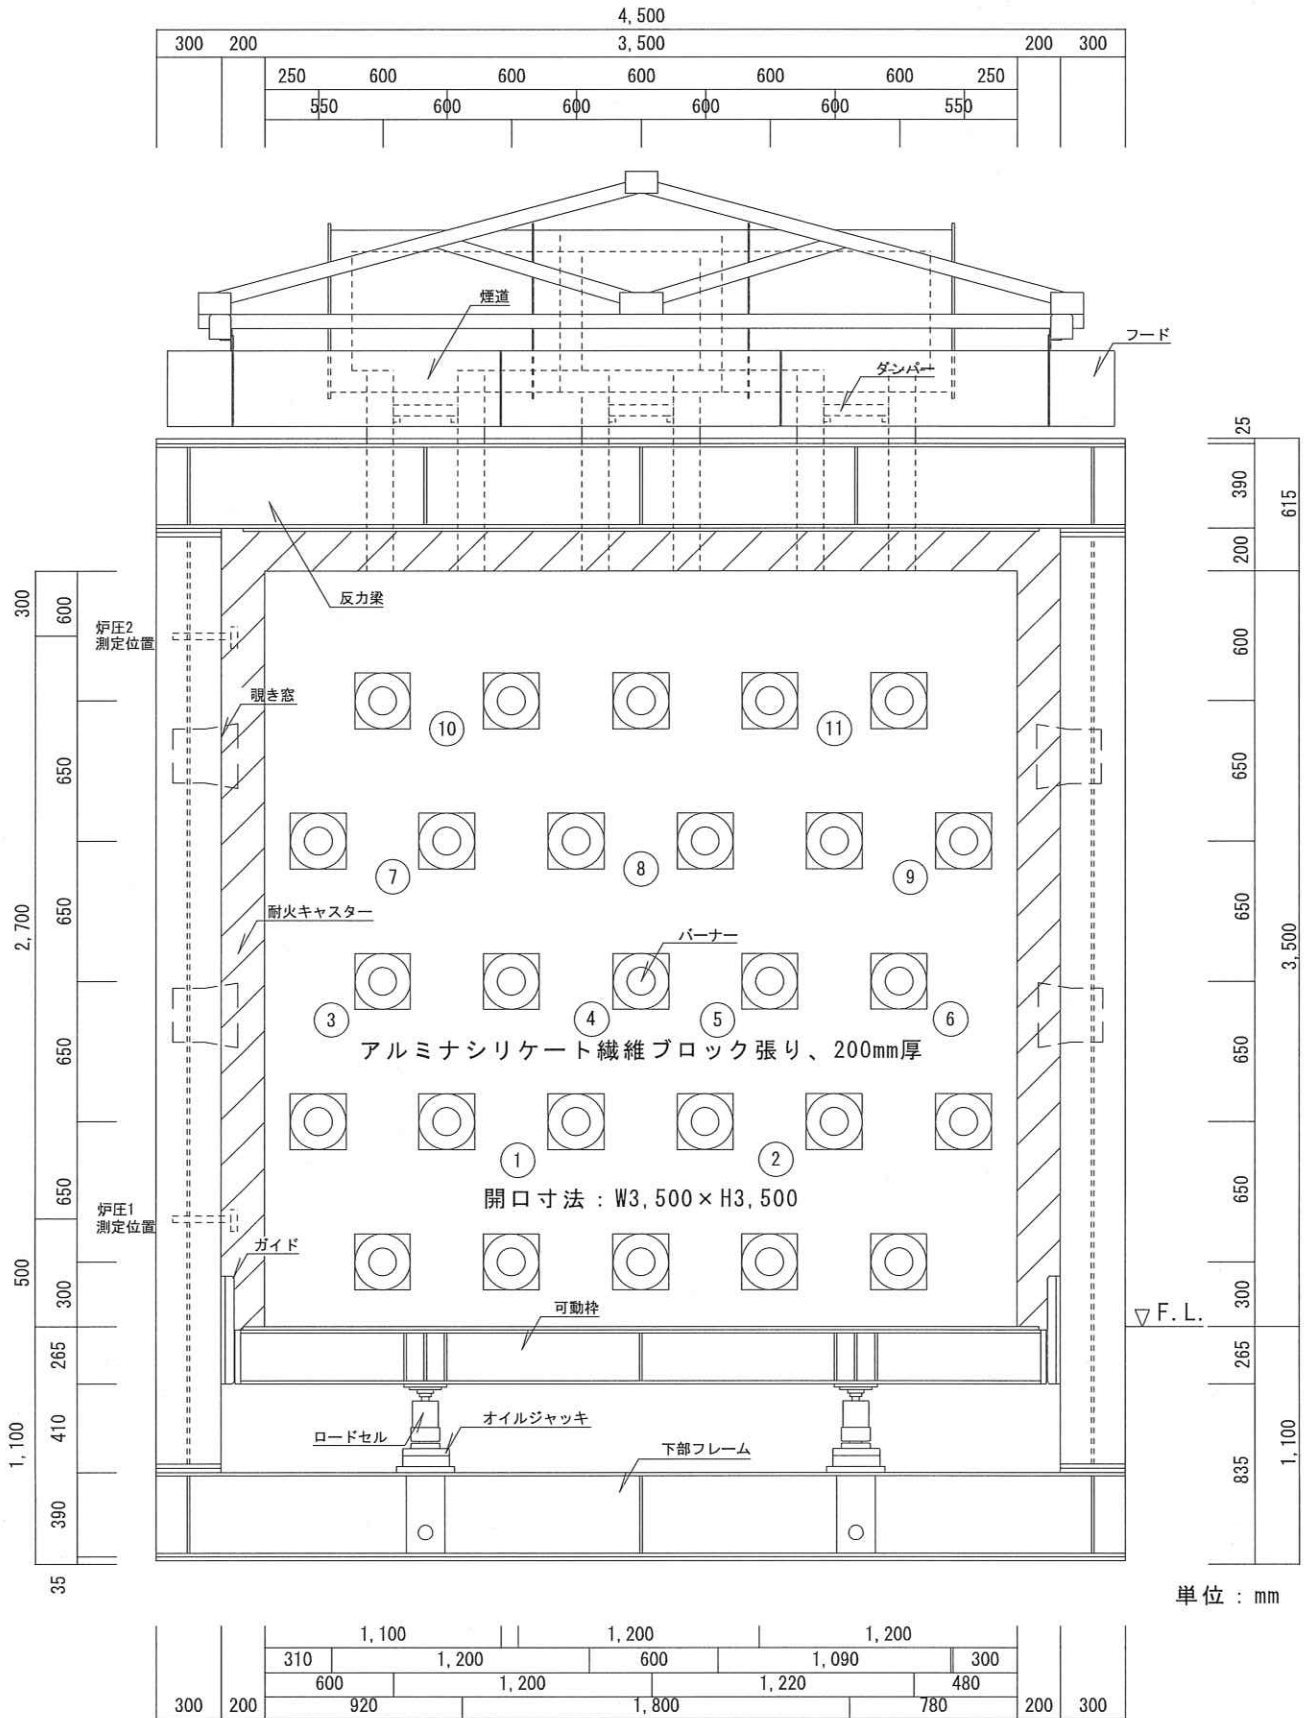 4,500
300 200 3,500 200 300
250 600 600 600 600 600 250
550 600 600 600 600 550
煙道
フード
ダンパー
25
390
615
200
反力梁
300
600
炉圧2
測定位置
600
覗き窓
10
11
650
650
7
8
9
耐火キャスター
2,700
650
650
バーナー
3,500
3
4
5
6
アルミナシリケート繊維ブロック張り、200mm厚
650
650
1
2
開口寸法：W3,500×H3,500
650
650
炉圧1
測定位置
ガイド
500
300
300
可動枠
▽F.L.
265
265
ロードセル
オイルジャッキ
下部フレーム
1,100
410
390
835
1,100
35
単位：mm
1,100 1,200 1,200
310 1,200 600 1,090 300
600 1,200 1,220 480
300 200 920 1,800 780 200 300